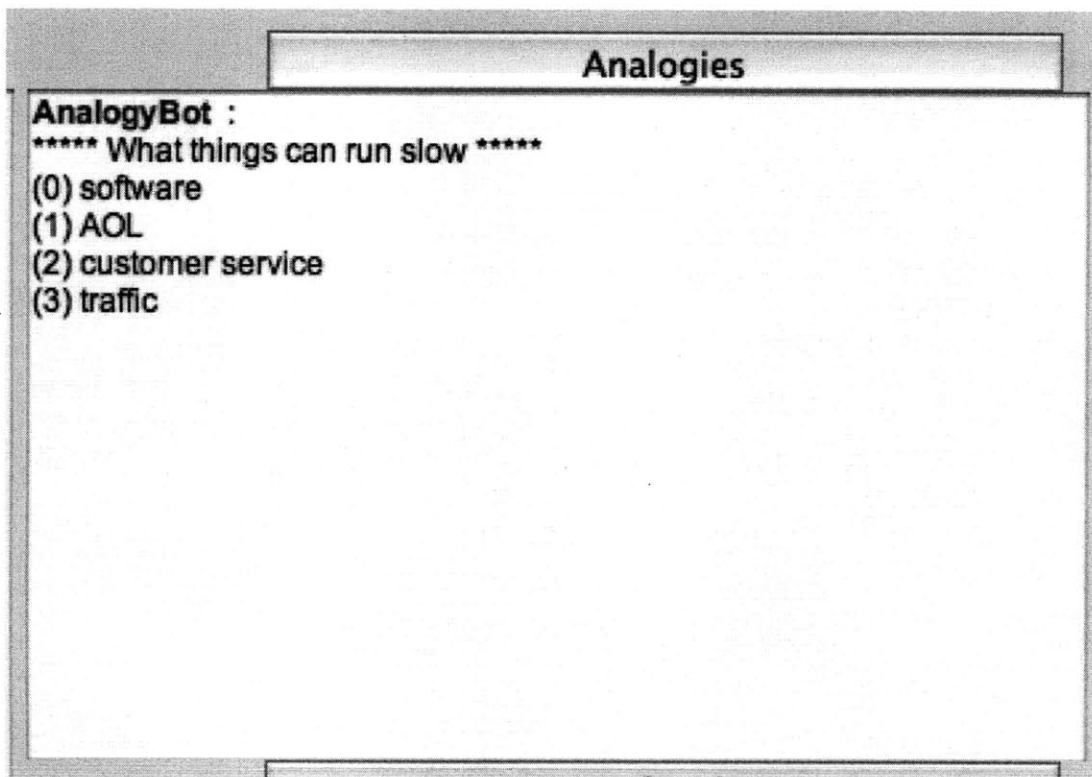 Analogies
AnalogyBot :
***** What things can run slow *****
(0) software
(1) AOL
(2) customer service
(3) traffic